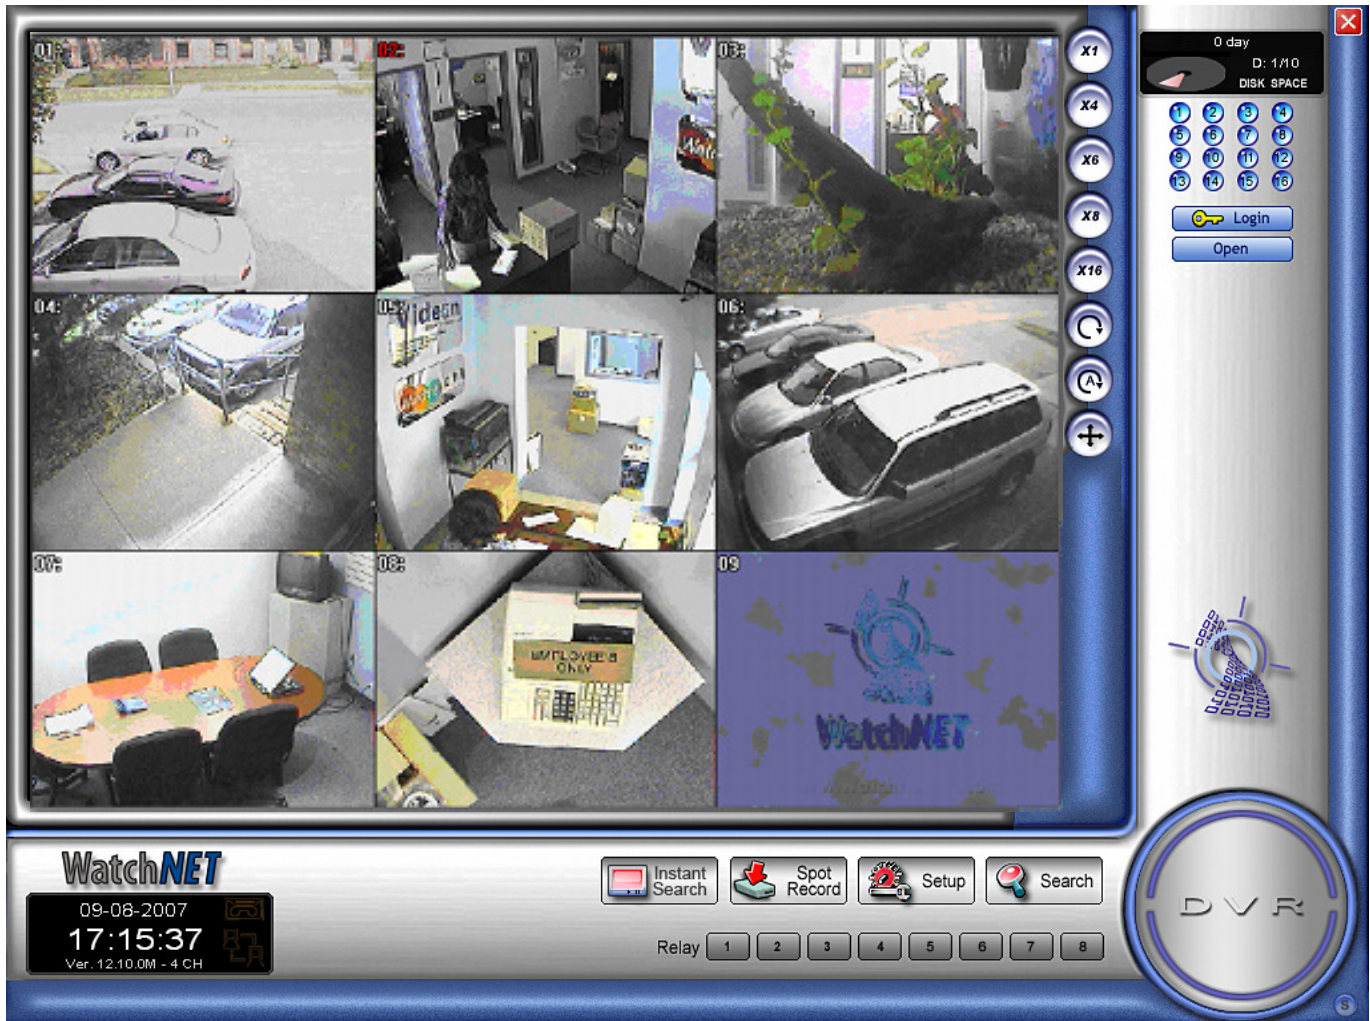 01:
02:
03:
X1
X4
X6
X8
X16
A
0 day
D: 1/10
DISK SPACE
1 2 3 4
5 6 7 8
9 10 11 12
13 14 15 16
Login
Open
04:
05:
Videon
06:
07:
08:
EMPLOYEES
ONLY
09
WatchNET
WatchNET
09-08-2007
17:15:37
Ver. 12.10.0M - 4 CH
Instant
Search
Spot
Record
Setup
Search
Relay 1 2 3 4 5 6 7 8
DVR
S